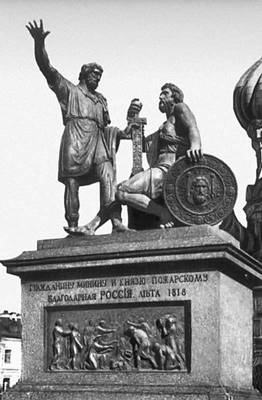 ГРАЖДАНИНУ МИНИНУ И КНЯЗЮ ПОЖАРСКОМУ
БЛАГОДАРНАЯ РОССІЯ. ЛѢТА 1818